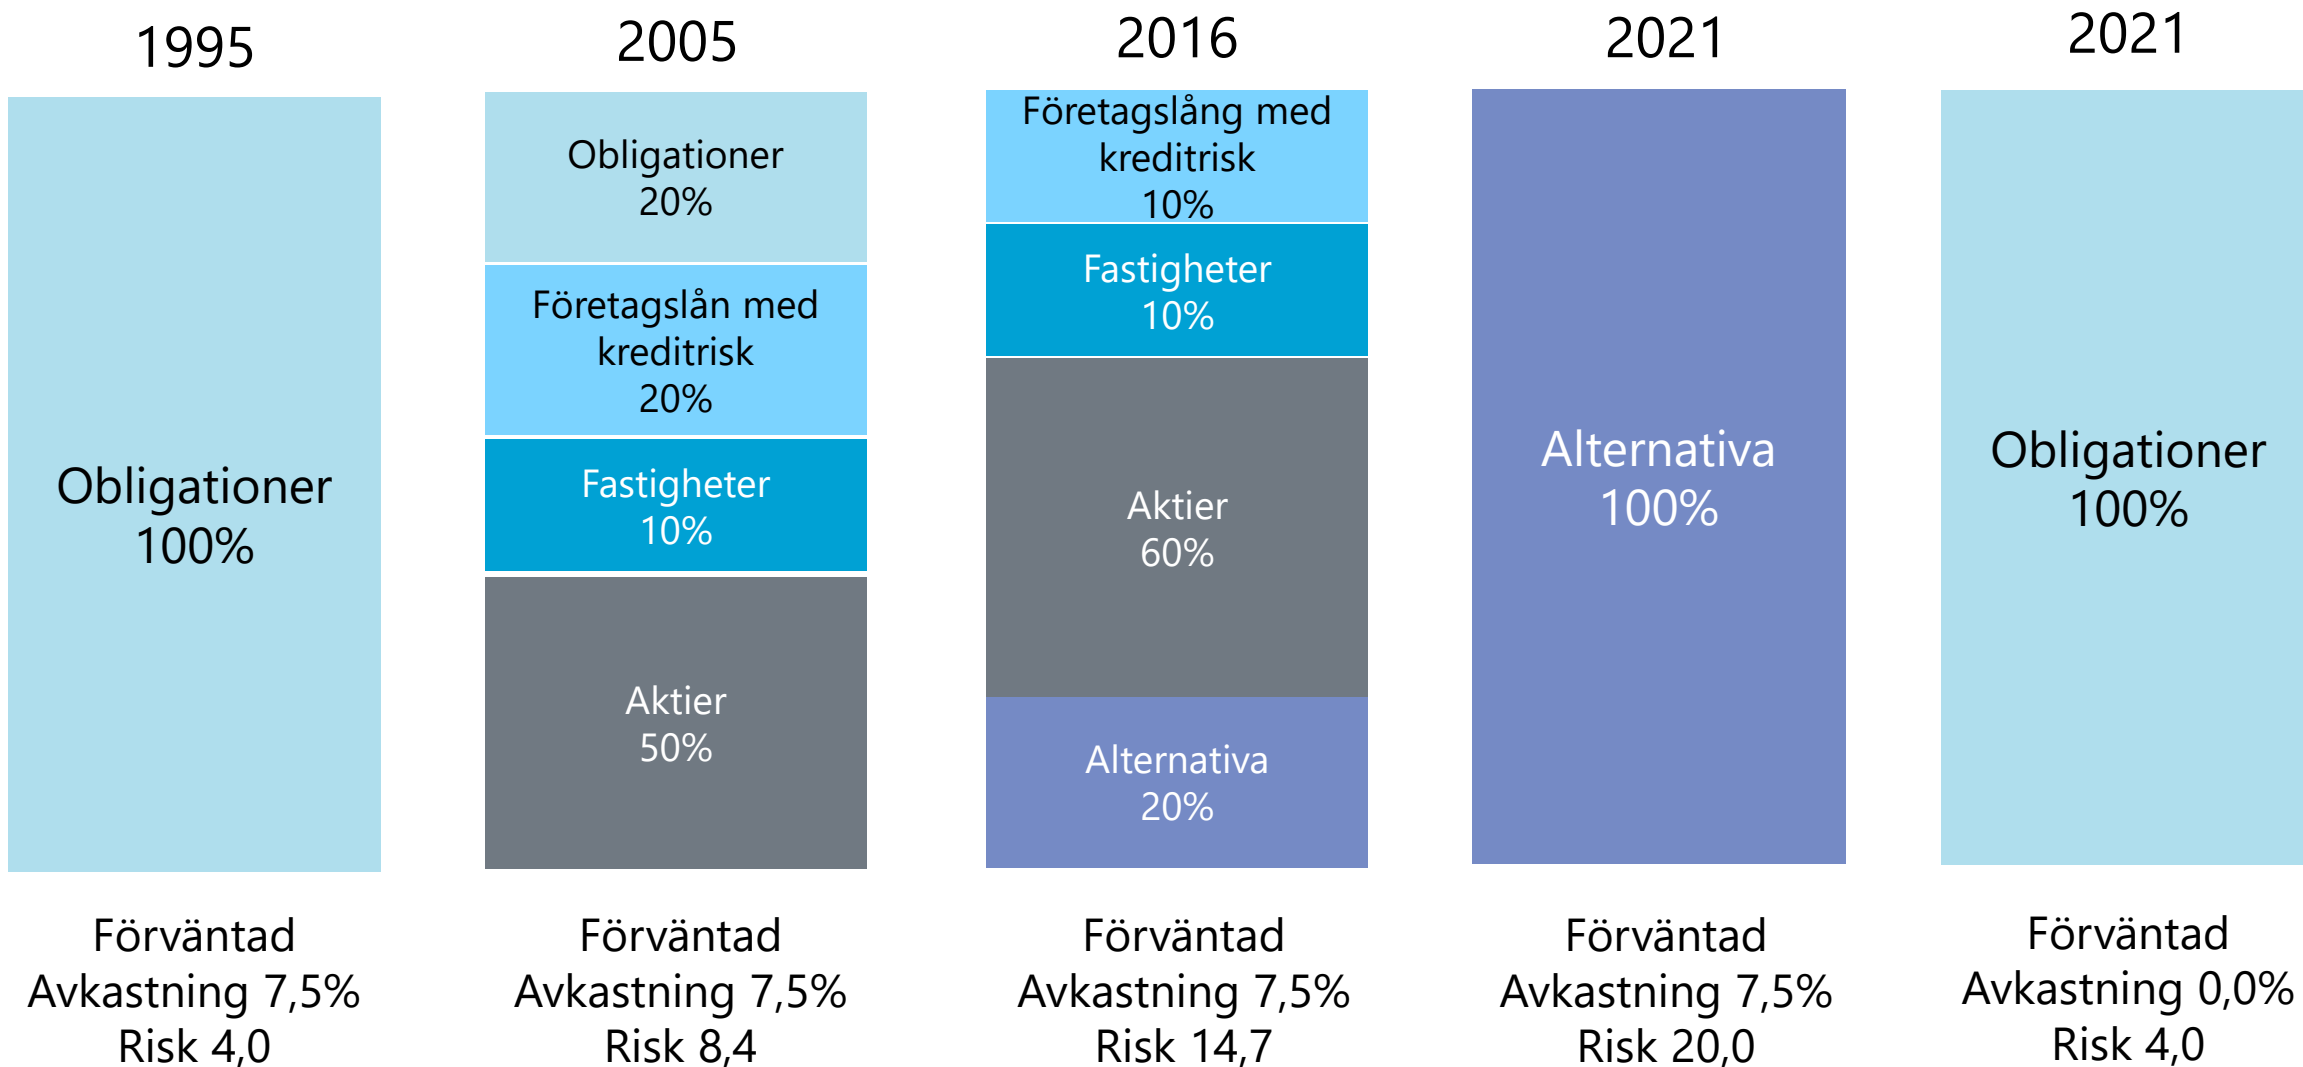 1995
Obligationer
100%
Förväntad
Avkastning 7,5%
Risk 4,0
2005
Obligationer
20%
Företagslån med
kreditrisk
20%
Fastigheter
10%
Aktier
50%
Förväntad
Avkastning 7,5%
Risk 8,4
2016
Företagslång med
kreditrisk
10%
Fastigheter
10%
Aktier
60%
Alternativa
20%
Förväntad
Avkastning 7,5%
Risk 14,7
2021
Alternativa
100%
Förväntad
Avkastning 7,5%
Risk 20,0
2021
Obligationer
100%
Förväntad
Avkastning 0,0%
Risk 4,0